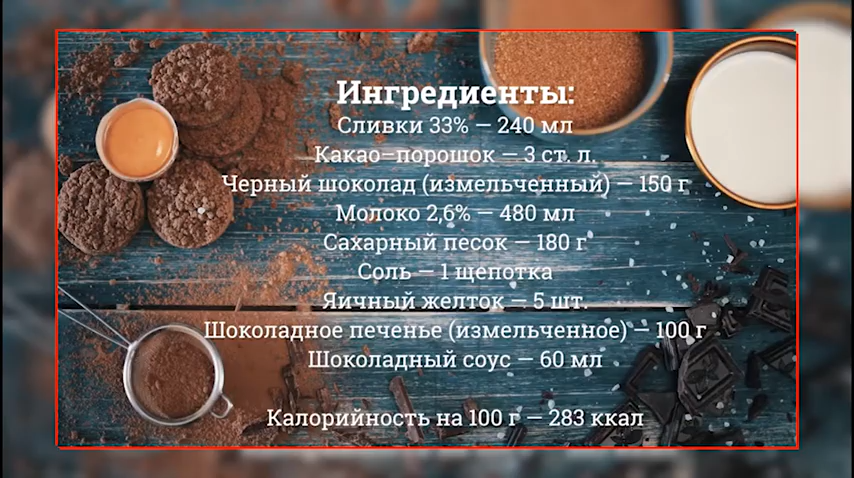 Ингредиенты:
Сливки 33% — 240 мл
Какао–порошок — 3 ст. л.
Черный шоколад (измельченный) — 150 г
Молоко 2,6% — 480 мл
Сахарный песок — 180 г
Соль — 1 щепотка
Яичный желток — 5 шт.
Шоколадное печенье (измельченное) — 100 г
Шоколадный соус — 60 мл
Калорийность на 100 г — 283 ккал